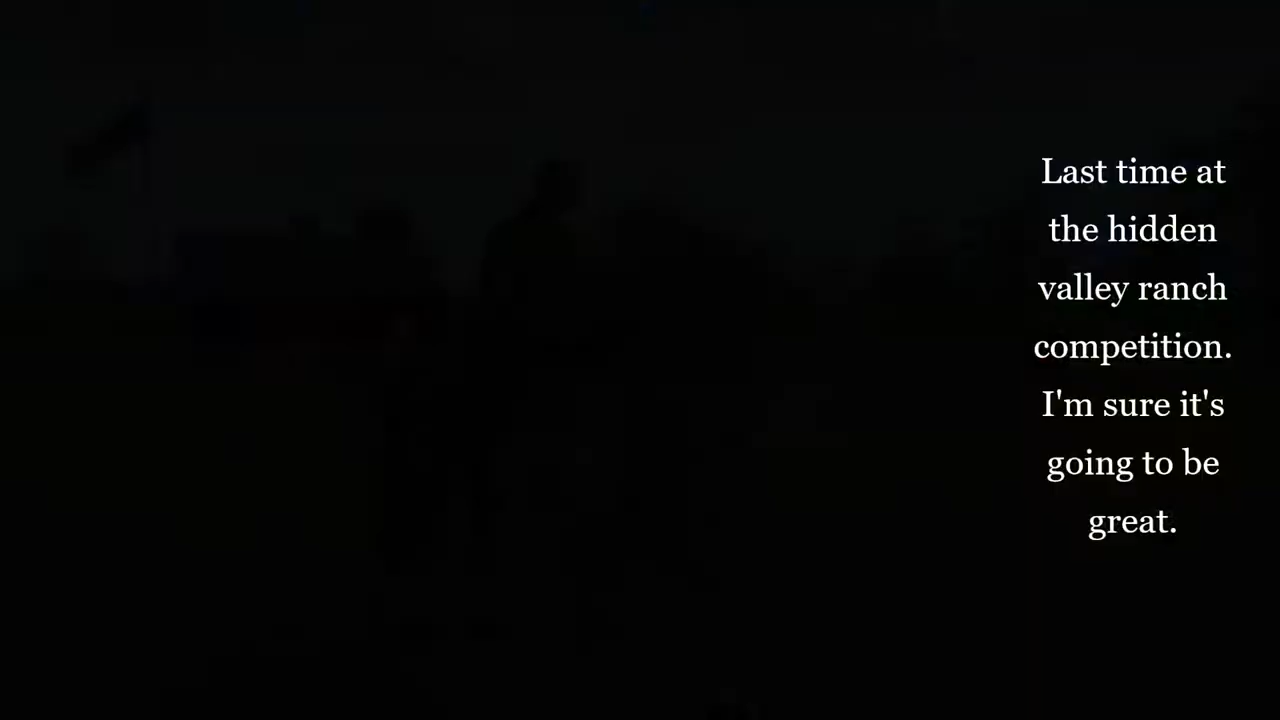 Last time at
the hidden
valley ranch
competition.
I'm sure it's
going to be
great.